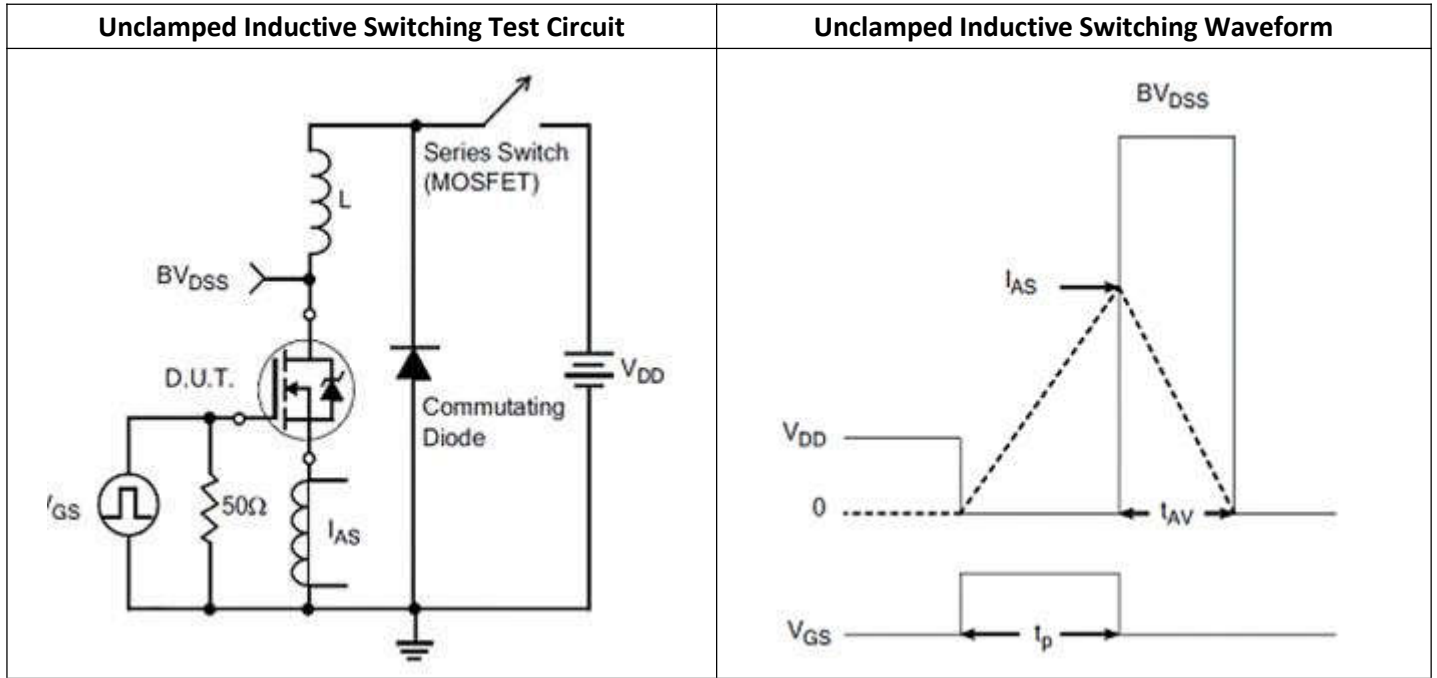 Unclamped Inductive Switching Test Circuit
Unclamped Inductive Switching Waveform
Series Switch
(MOSFET)
L
BVDSS
D.U.T.
VDD
Commutating
Diode
GS
50Ω
IAS
BVDSS
IAS
VDD
0
tAV
VGS
tp